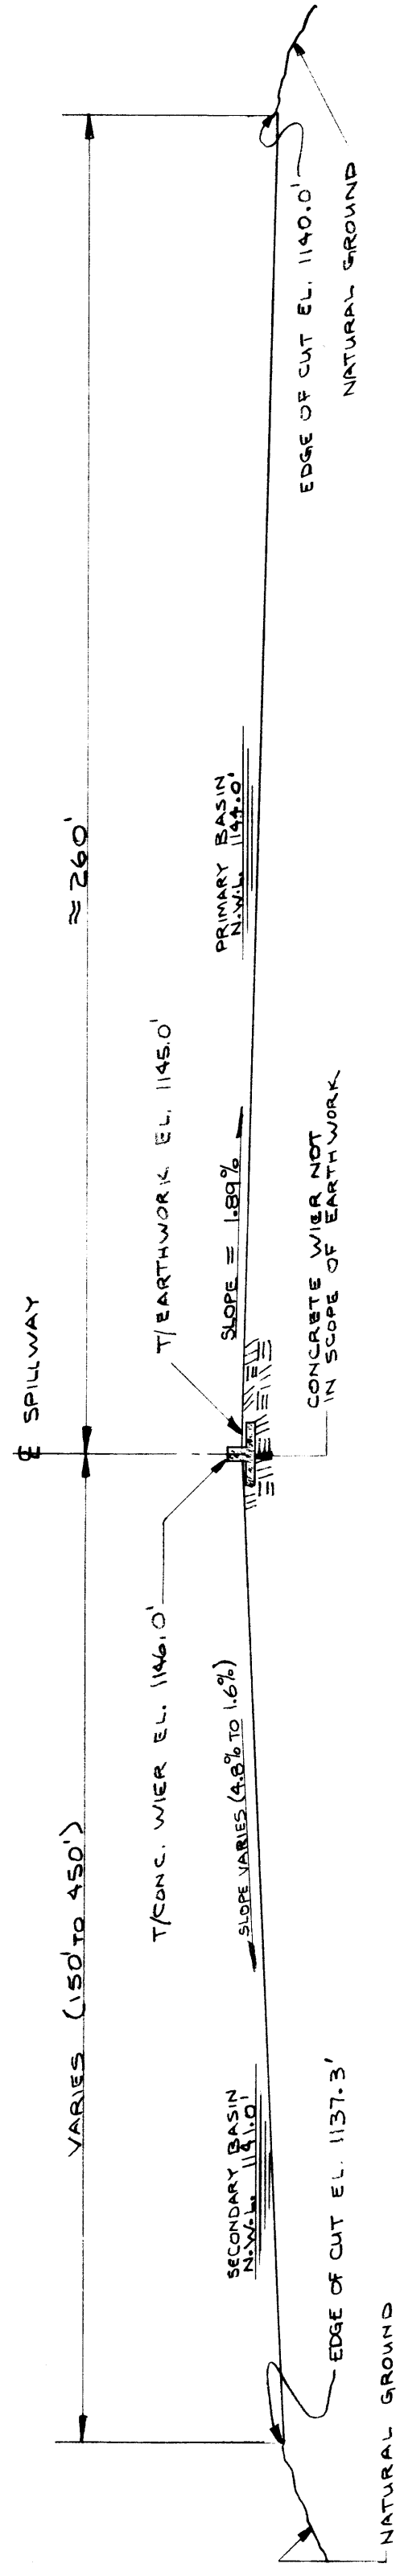 ℄ SPILLWAY
VARIES (150' TO 450')
≈260'
T/CONC. WIER EL. 1146.0'
T/EARTHWORK EL. 1145.0'
SECONDARY BASIN
N.W.L. 1141.0'
SLOPE VARIES (4.8% TO 1.6%)
SLOPE = 1.89%
PRIMARY BASIN
N.W.L. 1144.0'
EDGE OF CUT EL. 1137.3'
NATURAL GROUND
CONCRETE WIER NOT
IN SCOPE OF EARTHWORK
EDGE OF CUT EL. 1140.0'
NATURAL GROUND